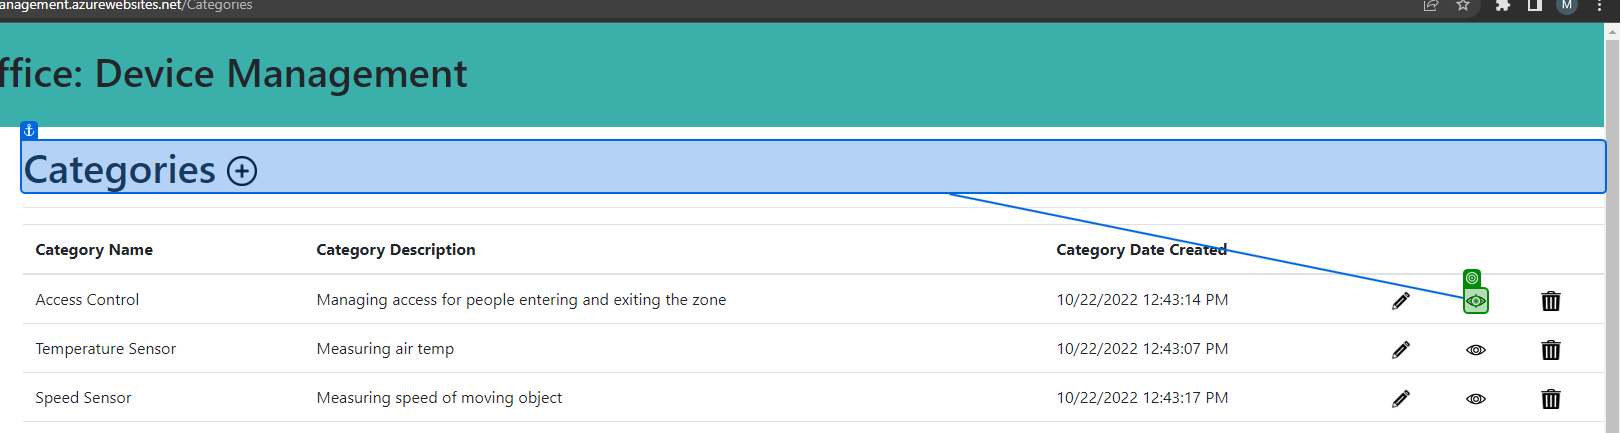 anagement.azurewebsites.net/Categories
M
ffice: Device Management
Categories
Category Name Category Description Category Date Created
Access Control Managing access for people entering and exiting the zone 10/22/2022 12:43:14 PM
Temperature Sensor Measuring air temp 10/22/2022 12:43:07 PM
Speed Sensor Measuring speed of moving object 10/22/2022 12:43:17 PM